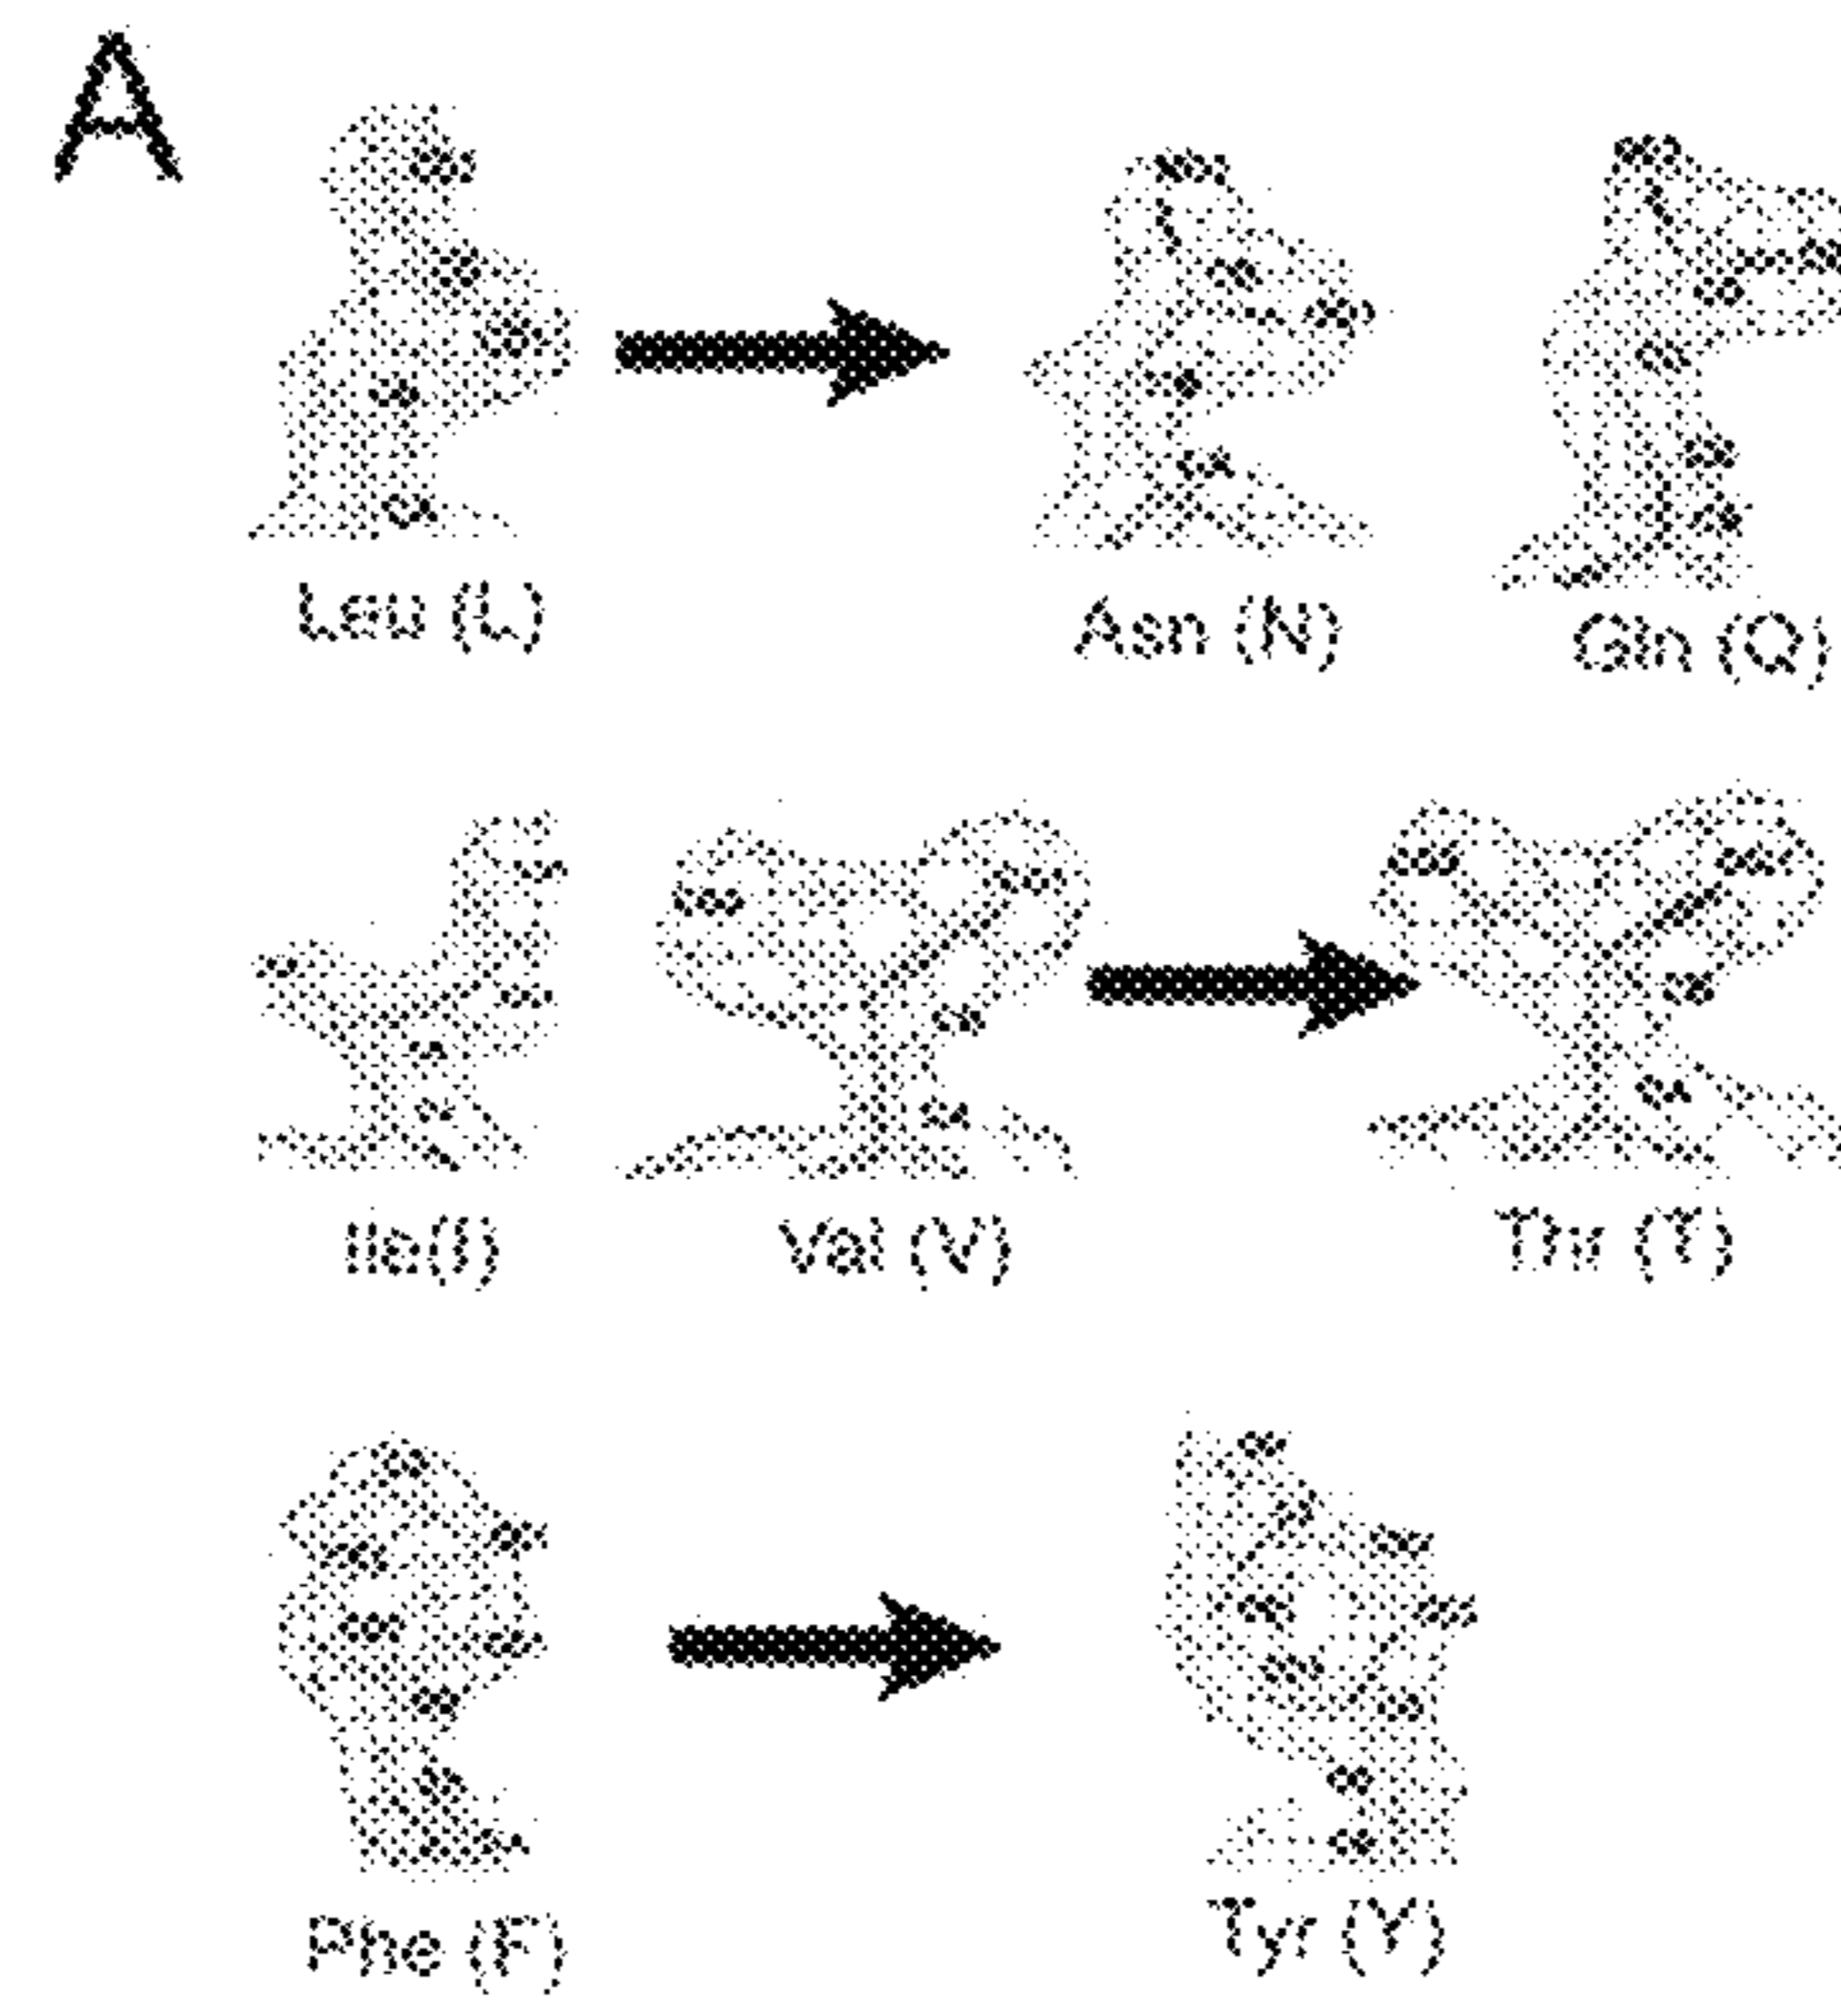 A
Leu (L) Asn (N) Gln (Q)
Ile(I) Val (V) Thr (T)
Phe (F) Tyr (Y)